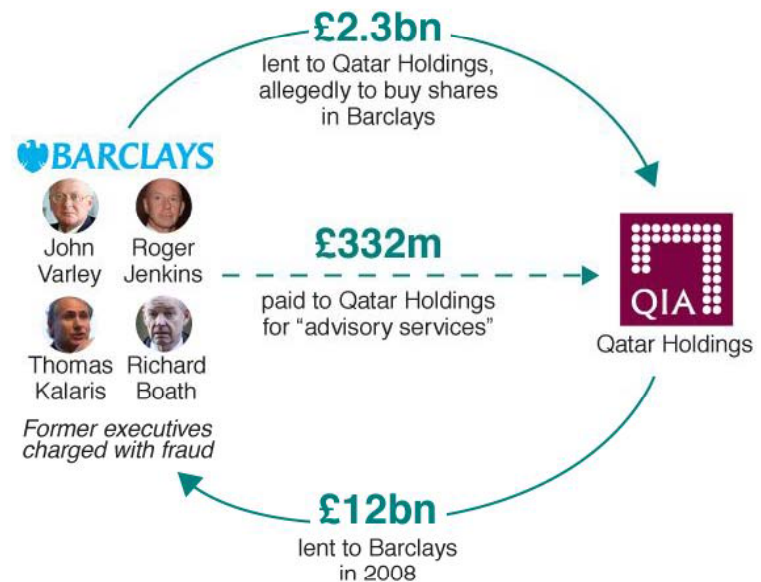 £2.3bn
lent to Qatar Holdings,
allegedly to buy shares
in Barclays
BARCLAYS
John
Varley
Roger
Jenkins
Thomas
Kalaris
Richard
Boath
Former executives
charged with fraud
£332m
paid to Qatar Holdings
for “advisory services”
QIA
Qatar Holdings
£12bn
lent to Barclays
in 2008